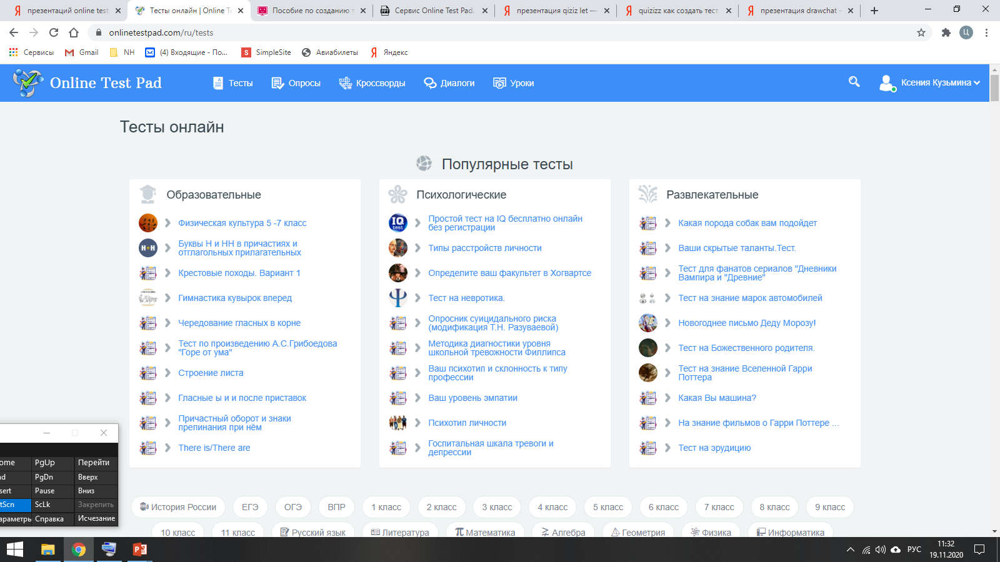 презентаций online test
Тесты онлайн | Online Te
Пособие по созданию т
Сервис Online Test Pad.
презентация qiziz let —
quizizz как создать тест
презентация drawchat -
onlinetestpad.com/ru/tests
Ц
Сервисы
Gmail
NH
(4) Входящие - По...
SimpleSite
Авиабилеты
Яндекс
Online Test Pad
Тесты
Опросы
Кроссворды
Диалоги
Уроки
Ксения Кузьмина
Тесты онлайн
Популярные тесты
Образовательные
Физическая культура 5 -7 класс
Буквы Н и НН в причастиях и
отглагольных прилагательных
Крестовые походы. Вариант 1
Гимнастика кувырок вперед
Чередование гласных в корне
Тест по произведению А.С.Грибоедова
"Горе от ума"
Строение листа
Гласные ы и и после приставок
Причастный оборот и знаки
препинания при нём
There is/There are
Психологические
IQ
test
Простой тест на IQ бесплатно онлайн
без регистрации
Типы расстройств личности
Определите ваш факультет в Хогвартсе
Тест на невротика.
Опросник суицидального риска
(модификация Т.Н. Разуваевой)
Методика диагностики уровня
школьной тревожности Филлипса
Ваш психотип и склонность к типу
профессии
Ваш уровень эмпатии
Психотип личности
Госпитальная шкала тревоги и
депрессии
Развлекательные
Какая порода собак вам подойдет
Ваши скрытые таланты.Тест.
Тест для фанатов сериалов "Дневники
Вампира и "Древние"
Тест на знание марок автомобилей
Новогоднее письмо Деду Морозу!
Тест на Божественного родителя.
Тест на знание Вселенной Гарри
Поттера
Какая Вы машина?
На знание фильмов о Гарри Поттере ...
Тест на эрудицию
История России
ЕГЭ
ОГЭ
ВПР
1 класс
2 класс
3 класс
4 класс
5 класс
6 класс
7 класс
8 класс
9 класс
10 класс
11 класс
Русский язык
Литература
Математика
Алгебра
Геометрия
Физика
Информатика
ome
PgUp
Перейти
nd
PgDn
Вверх
sert
Pause
Вниз
tScn
ScLk
Закрепить
араметры
Справка
Исчезание
РУС
11:32
19.11.2020